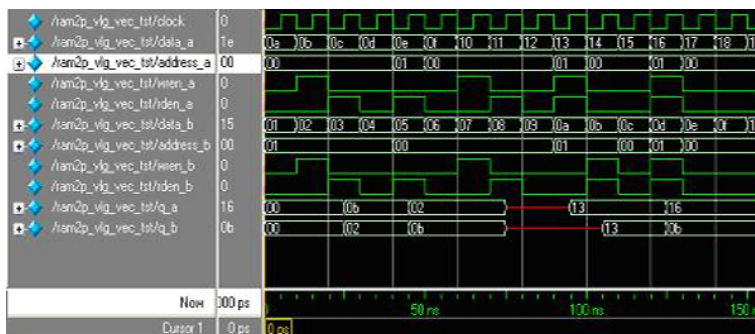 /ram2p_vlg_vec_tst/clock 0
/ram2p_vlg_vec_tst/data_a 1e 0a 0b 0c 0d 0e 0f 10 11 12 13 14 15 16 17 18
/ram2p_vlg_vec_tst/address_a 00 00 01 00 01 00 01 00
/ram2p_vlg_vec_tst/wren_a 0
/ram2p_vlg_vec_tst/rden_a 0
/ram2p_vlg_vec_tst/data_b 15 01 02 03 04 05 06 07 08 09 0a 0b 0c 0d 0e 0f
/ram2p_vlg_vec_tst/address_b 00 01 00 01 00 01 00
/ram2p_vlg_vec_tst/wren_b 0
/ram2p_vlg_vec_tst/rden_b 0
/ram2p_vlg_vec_tst/q_a 16 00 0b 02 13 16
/ram2p_vlg_vec_tst/q_b 0b 00 02 0b 13 0b
Now 000 ps 50 ns 100 ns 150
Cursor 1 0 ps 0 ps